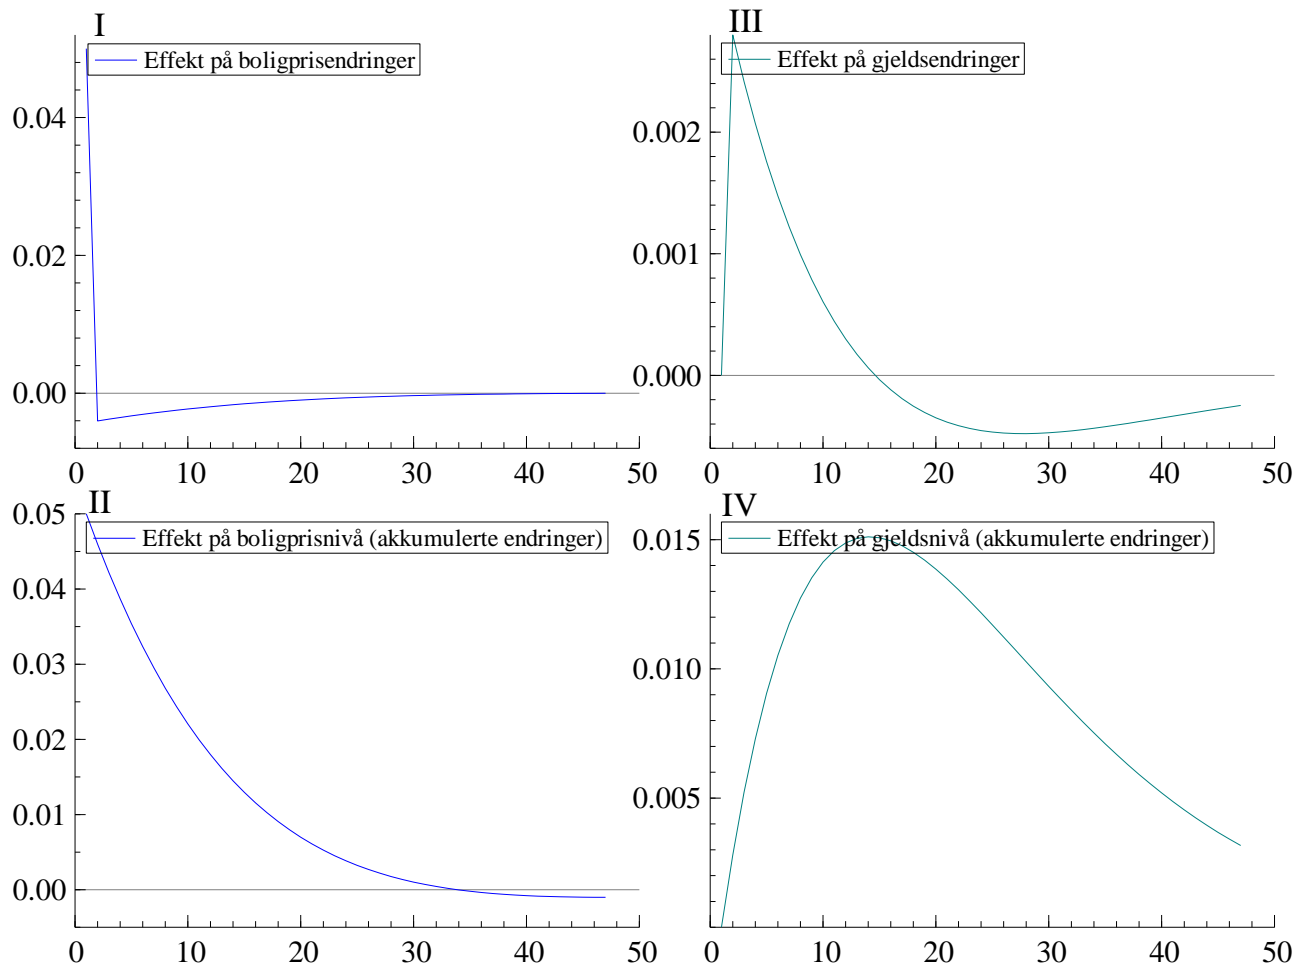 I
Effekt på boligprisendringer
0.04
0.02
0.00
0 10 20 30 40 50
III
Effekt på gjeldsendringer
0.002
0.001
0.000
0 10 20 30 40 50
II
Effekt på boligprisnivå (akkumulerte endringer)
0.05
0.04
0.03
0.02
0.01
0.00
0 10 20 30 40 50
IV
Effekt på gjeldsnivå (akkumulerte endringer)
0.015
0.010
0.005
0 10 20 30 40 50